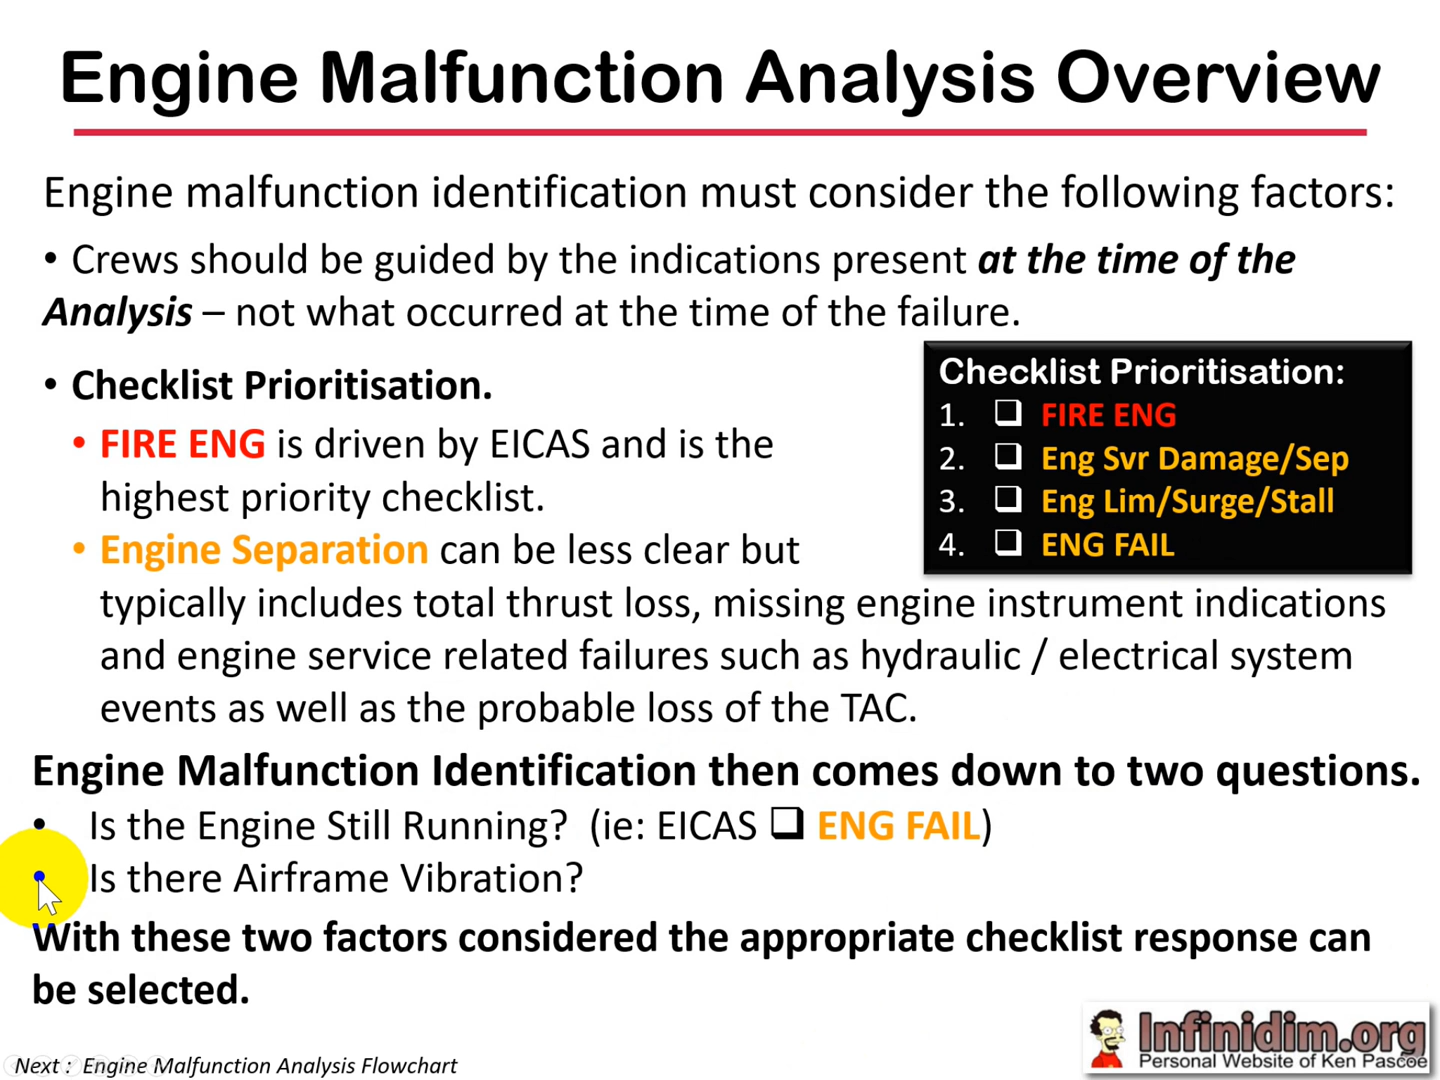 Engine Malfunction Analysis Overview
Engine malfunction identification must consider the following factors:
• Crews should be guided by the indications present at the time of the
Analysis – not what occurred at the time of the failure.
• Checklist Prioritisation.
• FIRE ENG is driven by EICAS and is the
highest priority checklist.
• Engine Separation can be less clear but
typically includes total thrust loss, missing engine instrument indications
and engine service related failures such as hydraulic / electrical system
events as well as the probable loss of the TAC.
Checklist Prioritisation:
1. ❑ FIRE ENG
2. ❑ Eng Svr Damage/Sep
3. ❑ Eng Lim/Surge/Stall
4. ❑ ENG FAIL
Engine Malfunction Identification then comes down to two questions.
• Is the Engine Still Running? (ie: EICAS ❑ ENG FAIL)
• Is there Airframe Vibration?
With these two factors considered the appropriate checklist response can
be selected.
Next : Engine Malfunction Analysis Flowchart
Infinidim.org
Personal Website of Ken Pascoe